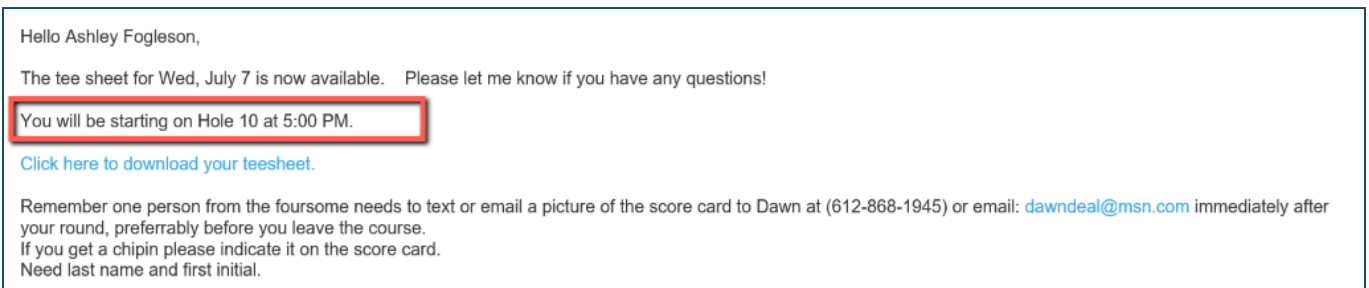 Hello Ashley Fogleson,
The tee sheet for Wed, July 7 is now available. Please let me know if you have any questions!
You will be starting on Hole 10 at 5:00 PM.
Click here to download your teesheet.
Remember one person from the foursome needs to text or email a picture of the score card to Dawn at (612-868-1945) or email: dawndeal@msn.com immediately after
your round, preferrably before you leave the course.
If you get a chipin please indicate it on the score card.
Need last name and first initial.